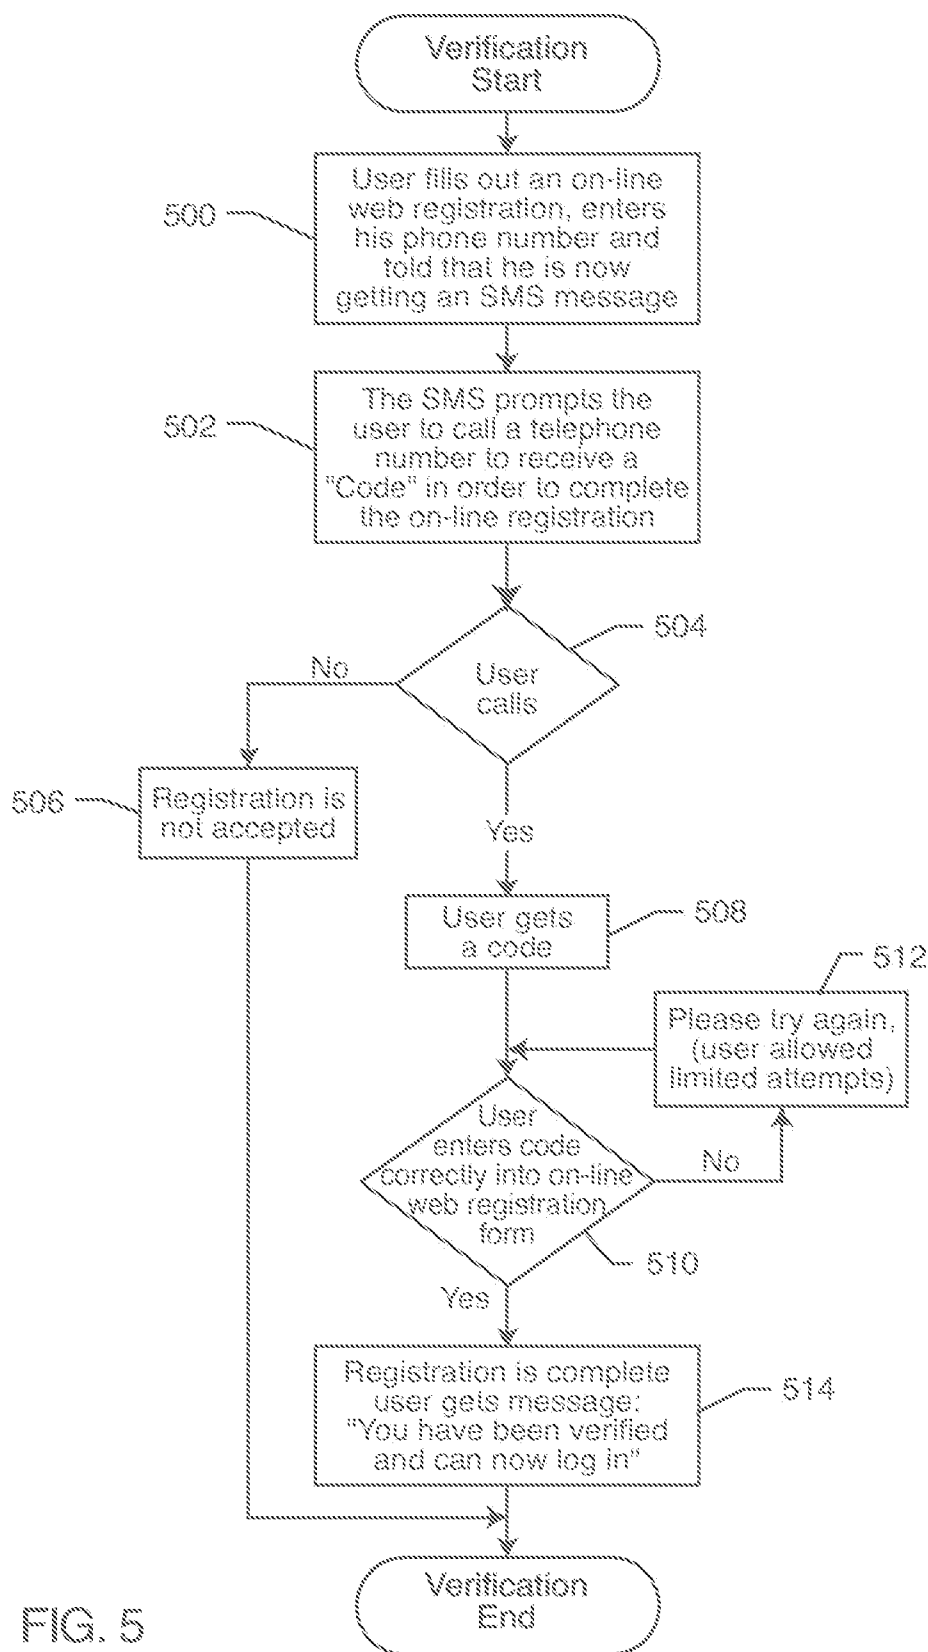 Verification
Start
500
User fills out an on-line
web registration, enters
his phone number and
told that he is now
getting an SMS message
502
The SMS prompts the
user to call a telephone
number to receive a
"Code" in order to complete
the on-line registration
504
No
User
calls
506
Registration is
not accepted
Yes
User gets
a code
508
512
Please try again,
(user allowed
limited attempts)
User
enters code
correctly into on-line
web registration
form
No
510
Yes
Registration is complete
user gets message:
"You have been verified
and can now log in"
514
Verification
End
FIG. 5